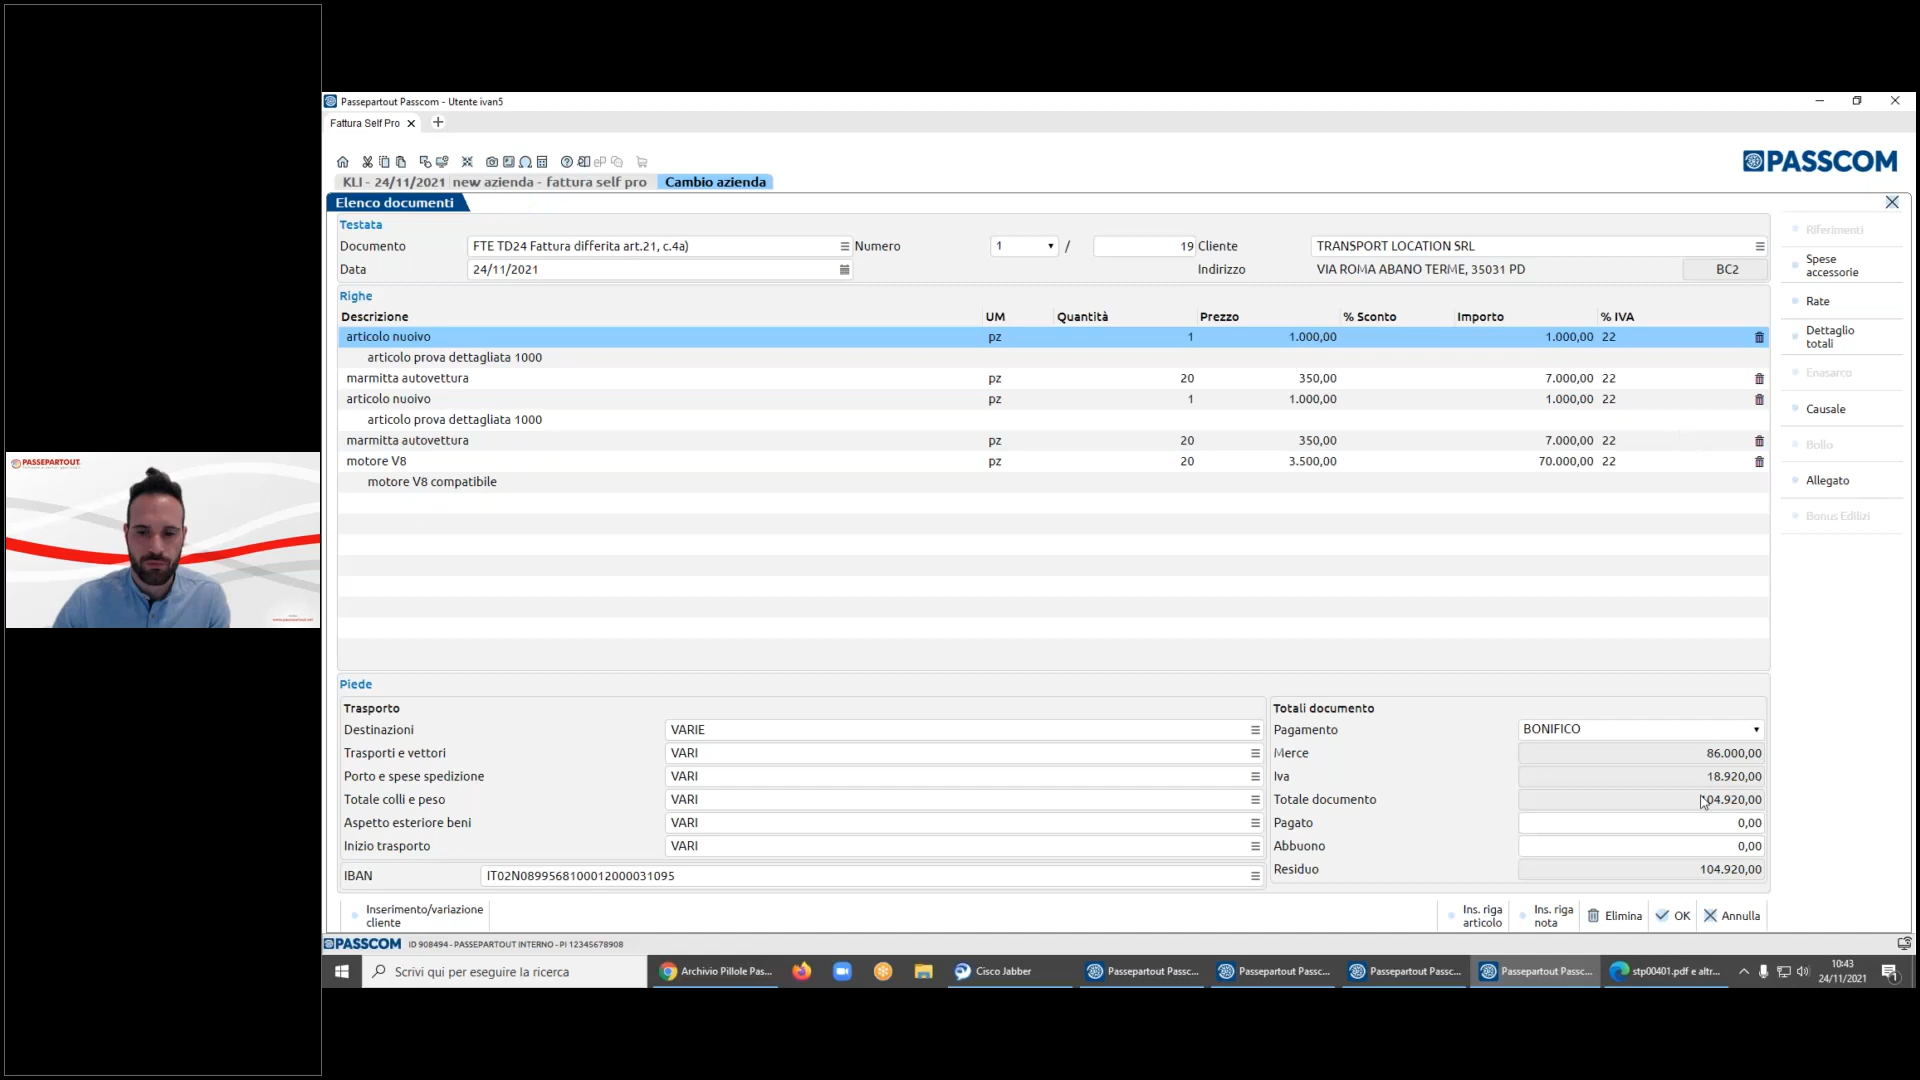 PASSEPARTOUT
Passepartout Passcom - Utente ivan5
Fattura Self Pro
PASSCOM
KLI - 24/11/2021 new azienda - fattura self pro Cambio azienda
Elenco documenti
Testata
Documento FTE TD24 Fattura differita art.21, c.4a) Numero 1 / 19 Cliente TRANSPORT LOCATION SRL
Data 24/11/2021 Indirizzo VIA ROMA ABANO TERME, 35031 PD BC2
Righe
Descrizione UM Quantità Prezzo % Sconto Importo % IVA
articolo nuoivo pz 1 1.000,00 1.000,00 22
articolo prova dettagliata 1000
marmitta autovettura pz 20 350,00 7.000,00 22
articolo nuoivo pz 1 1.000,00 1.000,00 22
articolo prova dettagliata 1000
marmitta autovettura pz 20 350,00 7.000,00 22
motore V8 pz 20 3.500,00 70.000,00 22
motore V8 compatibile
Riferimenti
Spese
accessorie
Rate
Dettaglio
totali
Enasarco
Causale
Bollo
Allegato
Bonus Edilizi
Piede
Trasporto
Destinazioni VARIE
Trasporti e vettori VARI
Porto e spese spedizione VARI
Totale colli e peso VARI
Aspetto esteriore beni VARI
Inizio trasporto VARI
IBAN IT02N0899568100012000031095
Totali documento
Pagamento BONIFICO
Merce 86.000,00
Iva 18.920,00
Totale documento 104.920,00
Pagato 0,00
Abbuono 0,00
Residuo 104.920,00
Inserimento/variazione
cliente
Ins. riga
articolo
Ins. riga
nota
Elimina
OK
Annulla
PASSCOM ID 908494 - PASSEPARTOUT INTERNO - PI 12345678908
Scrivi qui per eseguire la ricerca
Archivio Pillole Pas...
Cisco Jabber
Passepartout Passc...
Passepartout Passc...
Passepartout Passc...
Passepartout Passc...
stp00401.pdf e altr...
10:43
24/11/2021
1